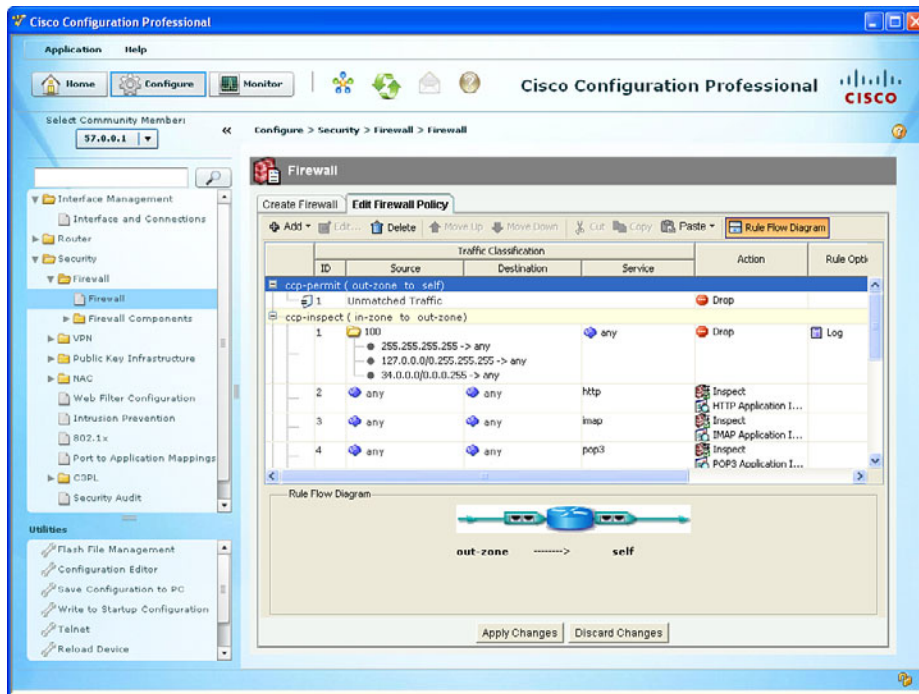 Cisco Configuration Professional
Application Help
Home Configure Monitor Cisco Configuration Professional CISCO
Select Community Member:
57.0.0.1
Configure > Security > Firewall > Firewall
Interface Management
Interface and Connections
Router
Security
Firewall
Firewall
Firewall Components
VPN
Public Key Infrastructure
NAC
Web Filter Configuration
Intrusion Prevention
802.1x
Port to Application Mappings
C3PL
Security Audit
Utilities
Flash File Management
Configuration Editor
Save Configuration to PC
Write to Startup Configuration
Telnet
Reload Device
Firewall
Create Firewall Edit Firewall Policy
Add Edit... Delete Move Up Move Down Cut Copy Paste Rule Flow Diagram
Traffic Classification Action Rule Optio
ID Source Destination Service
ccp-permit ( out-zone to self)
1 Unmatched Traffic Drop
ccp-inspect ( in-zone to out-zone)
1 100 any Drop Log
255.255.255.255 -> any
127.0.0.0/0.255.255.255 -> any
34.0.0.0/0.0.0.255 -> any
2 any any http Inspect
HTTP Application I...
3 any any imap Inspect
IMAP Application I...
4 any any pop3 Inspect
POP3 Application I...
Rule Flow Diagram
out-zone --------> self
Apply Changes Discard Changes